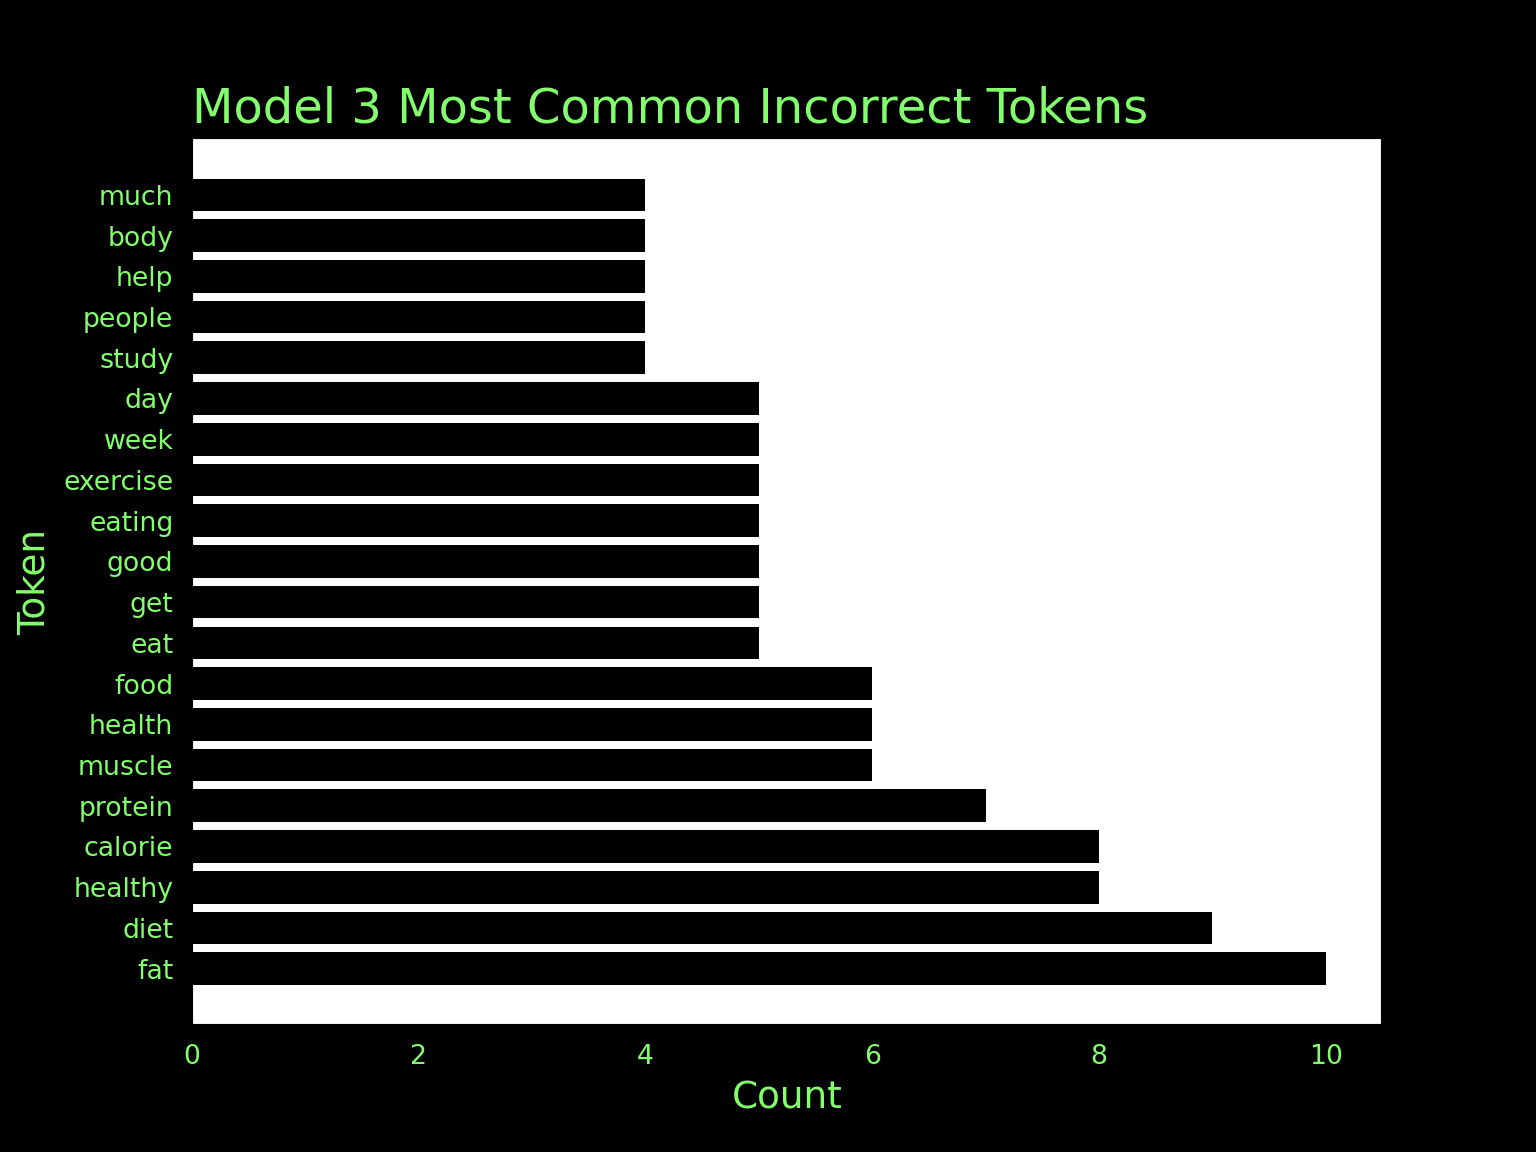 Model 3 Most Common Incorrect Tokens
much
body
help
people
study
day
week
exercise
eating
good
get
eat
food
health
muscle
protein
calorie
healthy
diet
fat
Token
0 2 4 6 8 10
Count